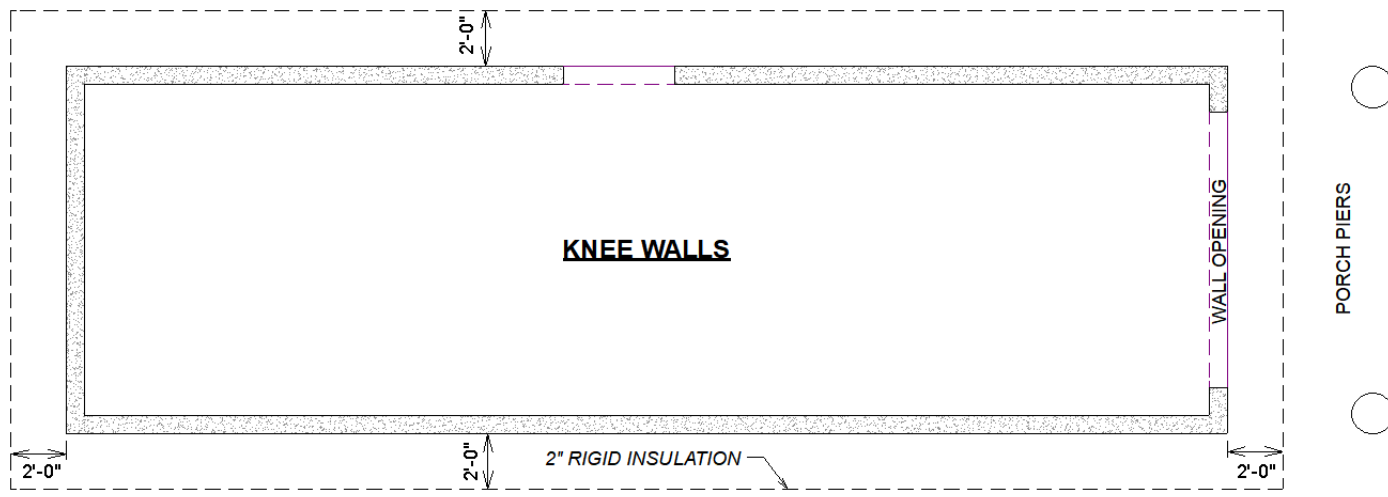 2'-0"
WALL OPENING
PORCH PIERS
KNEE WALLS
2'-0"
2'-0"
2" RIGID INSULATION
2'-0"